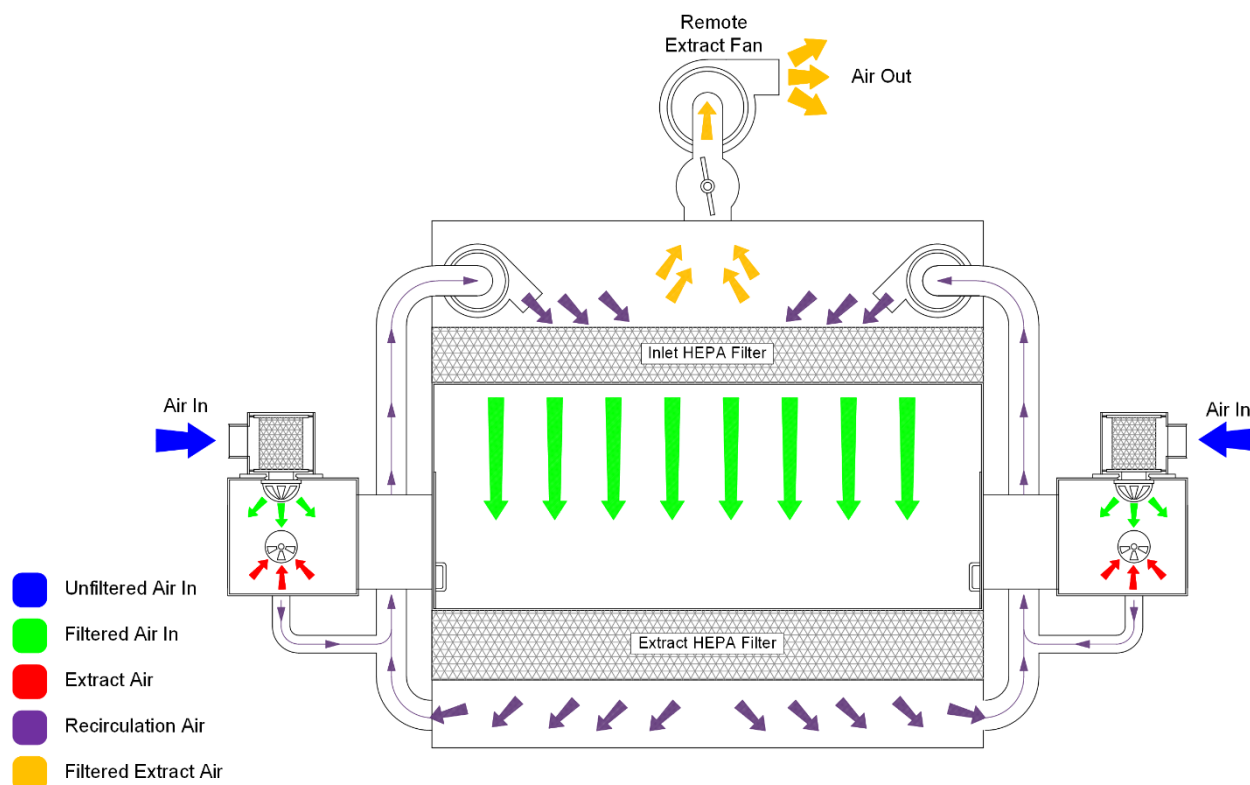 Remote
Extract Fan
Air Out
Inlet HEPA Filter
Air In
Air In
Extract HEPA Filter
Unfiltered Air In
Filtered Air In
Extract Air
Recirculation Air
Filtered Extract Air